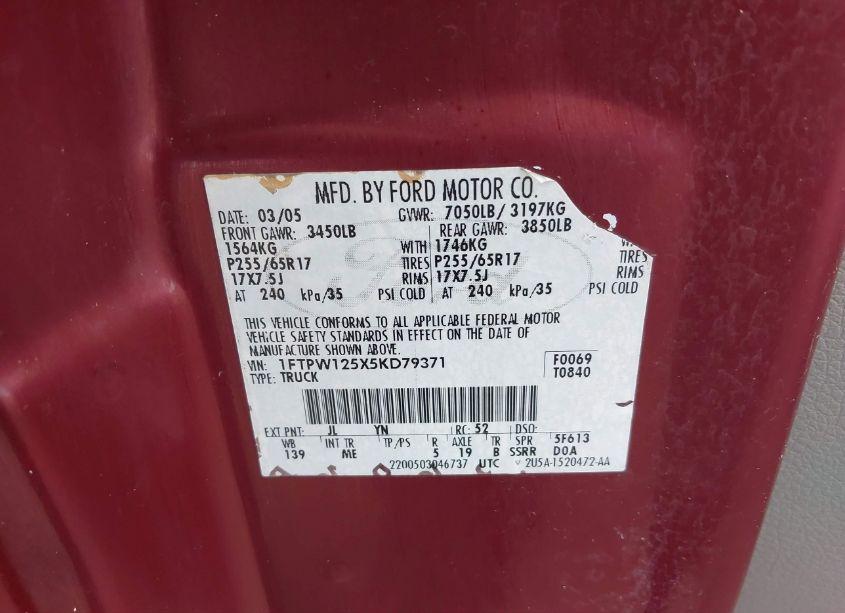 MFD. BY FORD MOTOR CO.
DATE: 03/05 GVWR: 7050LB/ 3197KG
FRONT GAWR: 3450LB REAR GAWR: 3850LB
1564KG WITH 1746KG WITH
P255/65R17 TIRES P255/65R17 TIRES
17X7.5J RIMS 17X7.5J RIMS
AT 240 kPa/35 PSI COLD AT 240 kPa/35 PSI COLD
THIS VEHICLE CONFORMS TO ALL APPLICABLE FEDERAL MOTOR
VEHICLE SAFETY STANDARDS IN EFFECT ON THE DATE OF
MANUFACTURE SHOWN ABOVE.
VIN: 1FTPW125X5KD79371 F0069
TYPE: TRUCK T0840
EXT PNT: JL YN RC: 52 DSO:
WB INT TR TP/PS R AXLE TR SPR 5F613
139 ME 5 19 B SSRR DOA
2200503046737 UTC 2U5A-1520472-AA